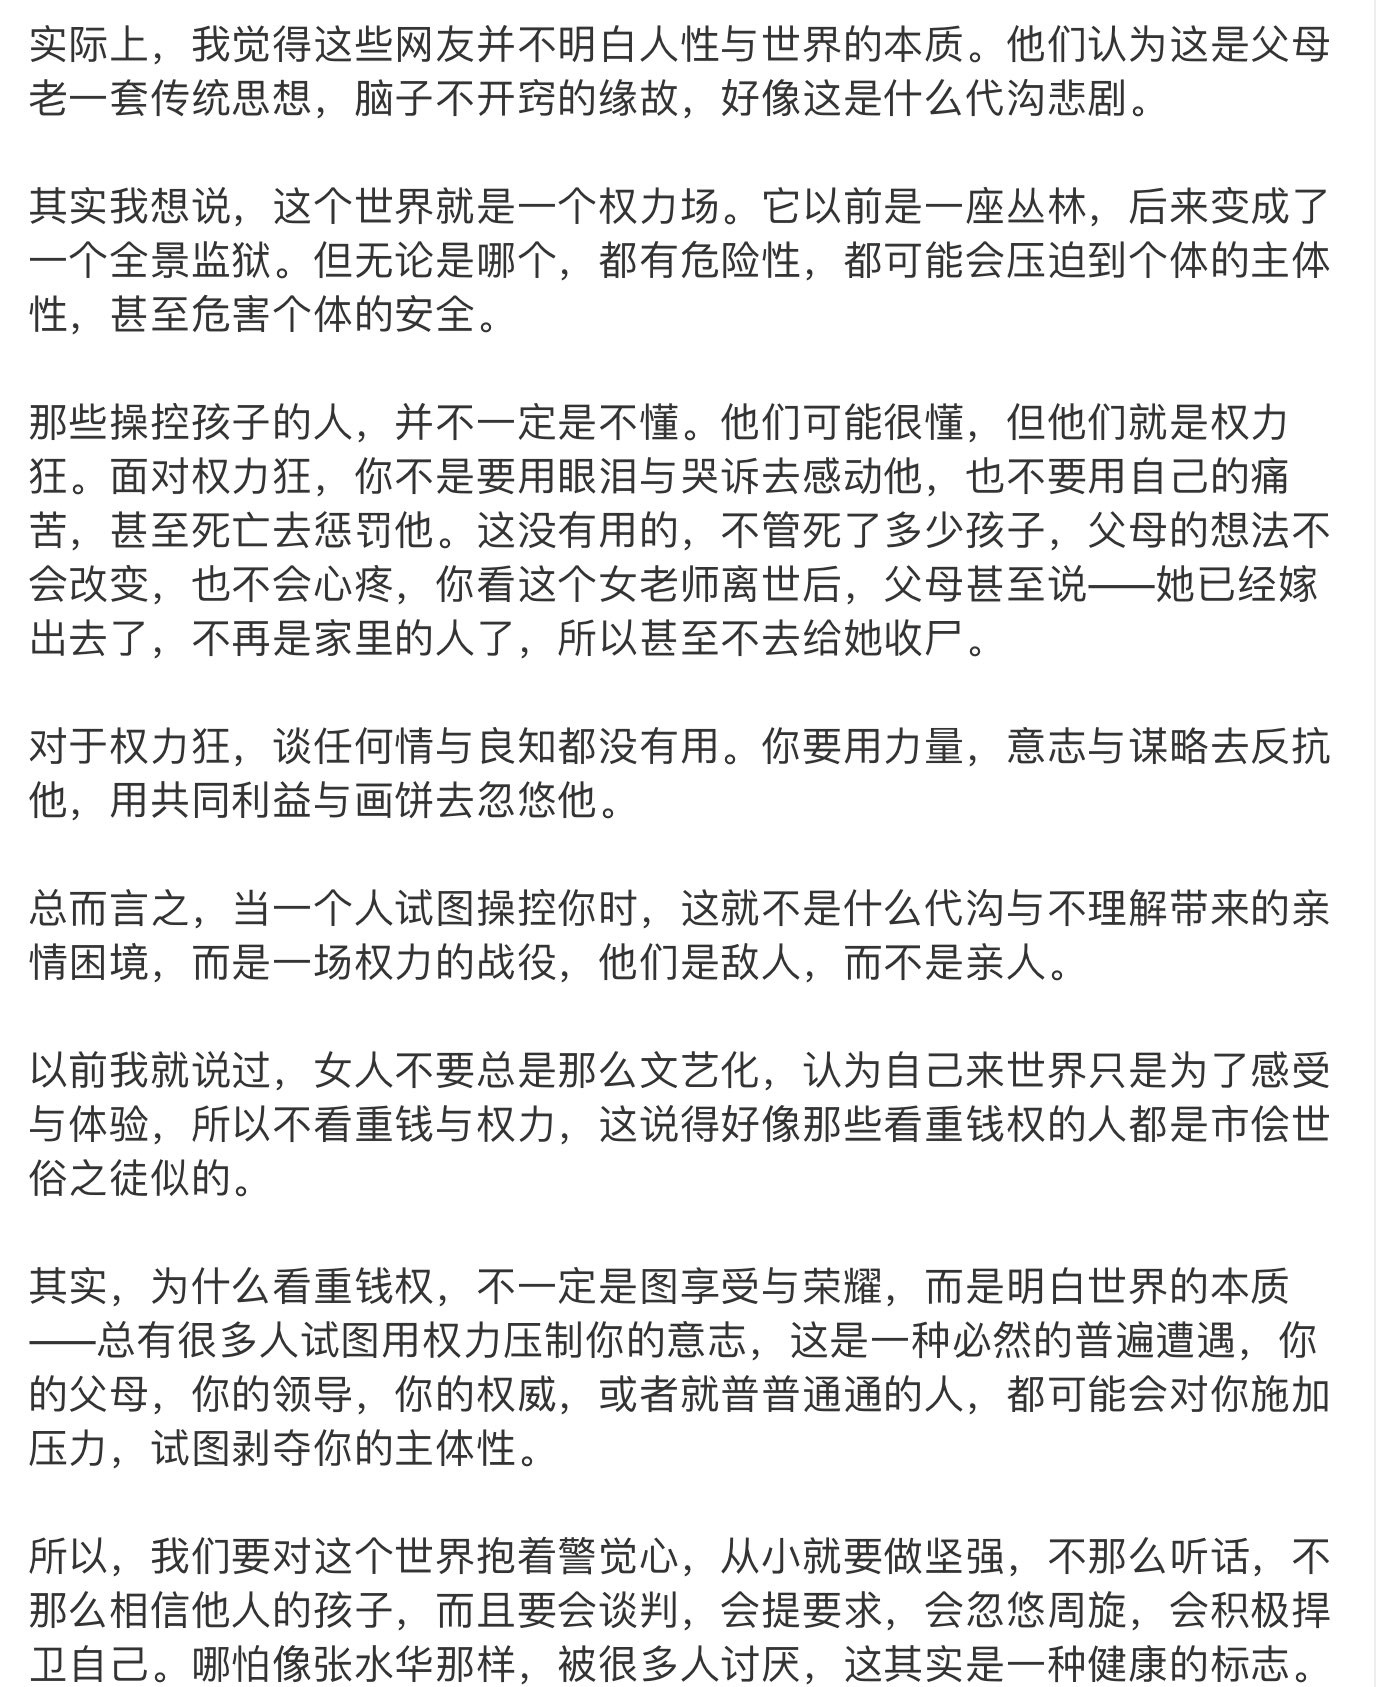 实际上，我觉得这些网友并不明白人性与世界的本质。他们认为这是父母
老一套传统思想，脑子不开窍的缘故，好像这是什么代沟悲剧。
其实我想说，这个世界就是一个权力场。它以前是一座丛林，后来变成了
一个全景监狱。但无论是哪个，都有危险性，都可能会压迫到个体的主体
性，甚至危害个体的安全。
那些操控孩子的人，并不一定是不懂。他们可能很懂，但他们就是权力
狂。面对权力狂，你不是要用眼泪与哭诉去感动他，也不要用自己的痛
苦，甚至死亡去惩罚他。这没有用的，不管死了多少孩子，父母的想法不
会改变，也不会心疼，你看这个女老师离世后，父母甚至说——她已经嫁
出去了，不再是家里的人了，所以甚至不去给她收尸。
对于权力狂，谈任何情与良知都没有用。你要用力量，意志与谋略去反抗
他，用共同利益与画饼去忽悠他。
总而言之，当一个人试图操控你时，这就不是什么代沟与不理解带来的亲
情困境，而是一场权力的战役，他们是敌人，而不是亲人。
以前我就说过，女人不要总是那么文艺化，认为自己来世界只是为了感受
与体验，所以不看重钱与权力，这说得好像那些看重钱权的人都是市侩世
俗之徒似的。
其实，为什么看重钱权，不一定是图享受与荣耀，而是明白世界的本质
——总有很多人试图用权力压制你的意志，这是一种必然的普遍遭遇，你
的父母，你的领导，你的权威，或者就普普通通的人，都可能会对你施加
压力，试图剥夺你的主体性。
所以，我们要对这个世界抱着警觉心，从小就要做坚强，不那么听话，不
那么相信他人的孩子，而且要会谈判，会提要求，会忽悠周旋，会积极捍
卫自己。哪怕像张水华那样，被很多人讨厌，这其实是一种健康的标志。